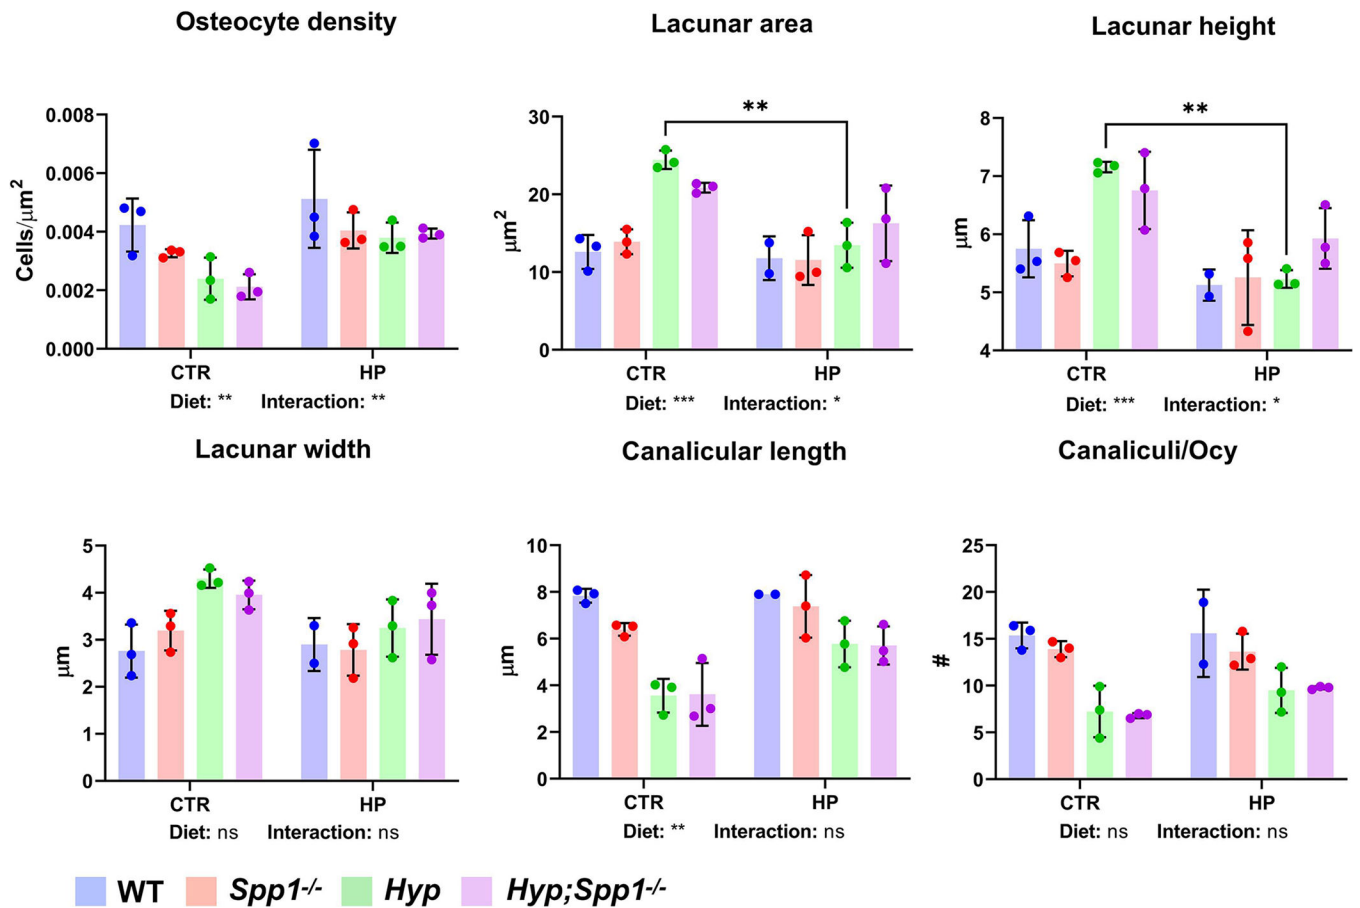 Osteocyte density
Lacunar area
Lacunar height
Cells/μm²
0.008
0.006
0.004
0.002
0.000
CTR
HP
Diet: ** Interaction: **
μm²
30
20
10
0
**
CTR
HP
Diet: *** Interaction: *
μm
8
7
6
5
4
**
CTR
HP
Diet: *** Interaction: *
Lacunar width
Canalicular length
Canaliculi/Ocy
μm
5
4
3
2
1
0
CTR
HP
Diet: ns Interaction: ns
μm
10
8
6
4
2
0
CTR
HP
Diet: ** Interaction: ns
#
25
20
15
10
5
0
CTR
HP
Diet: ns Interaction: ns
WT Spp1-/- Hyp Hyp;Spp1-/-